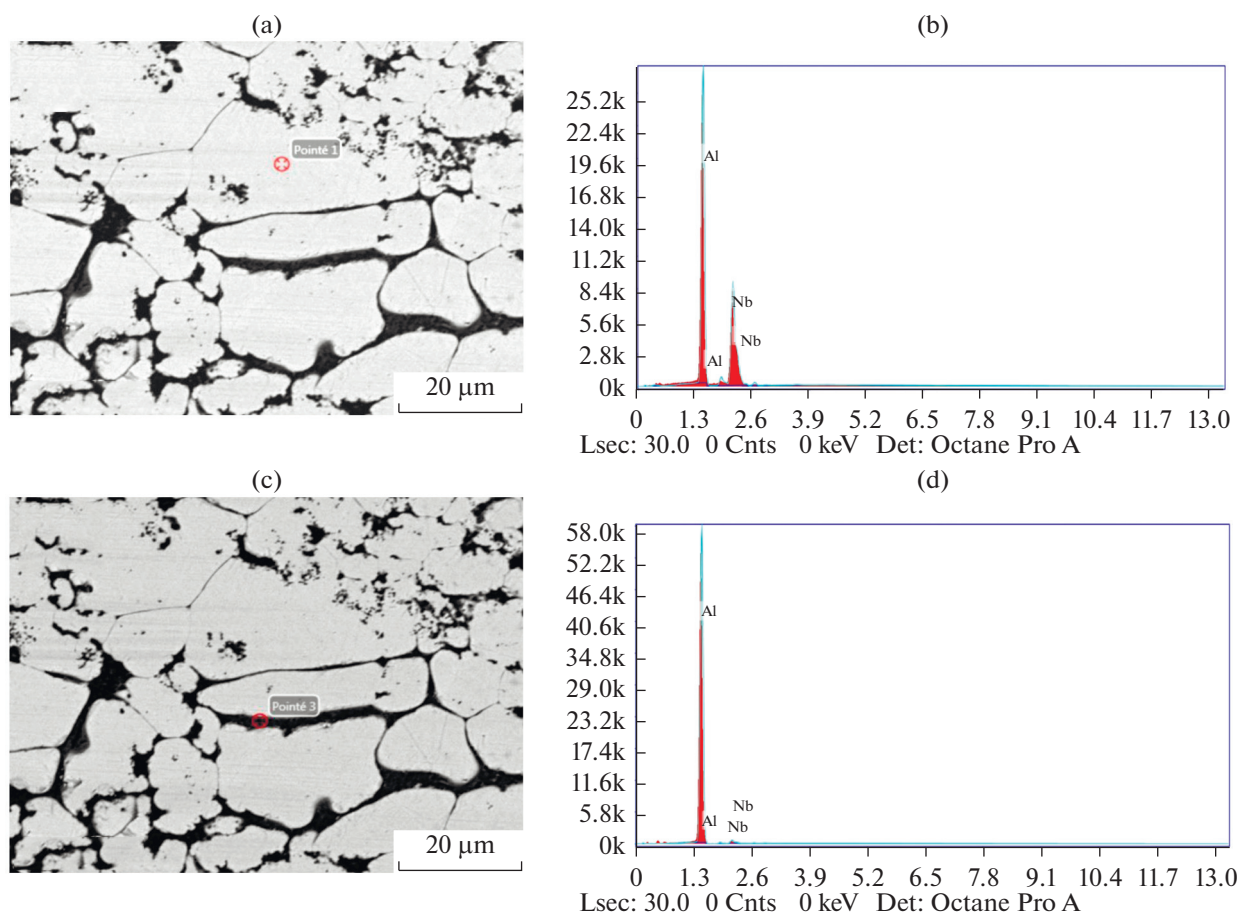 (a)
Pointé 1
20 μm
(b)
25.2k
22.4k
19.6k
16.8k
14.0k
11.2k
8.4k
5.6k
2.8k
0k
Al
Nb
Nb
Al
0 1.3 2.6 3.9 5.2 6.5 7.8 9.1 10.4 11.7 13.0
Lsec: 30.0 0 Cnts 0 keV Det: Octane Pro A
(c)
Pointé 3
20 μm
(d)
58.0k
52.2k
46.4k
40.6k
34.8k
29.0k
23.2k
17.4k
11.6k
5.8k
0k
Al
Nb
Al Nb
0 1.3 2.6 3.9 5.2 6.5 7.8 9.1 10.4 11.7 13.0
Lsec: 30.0 0 Cnts 0 keV Det: Octane Pro A